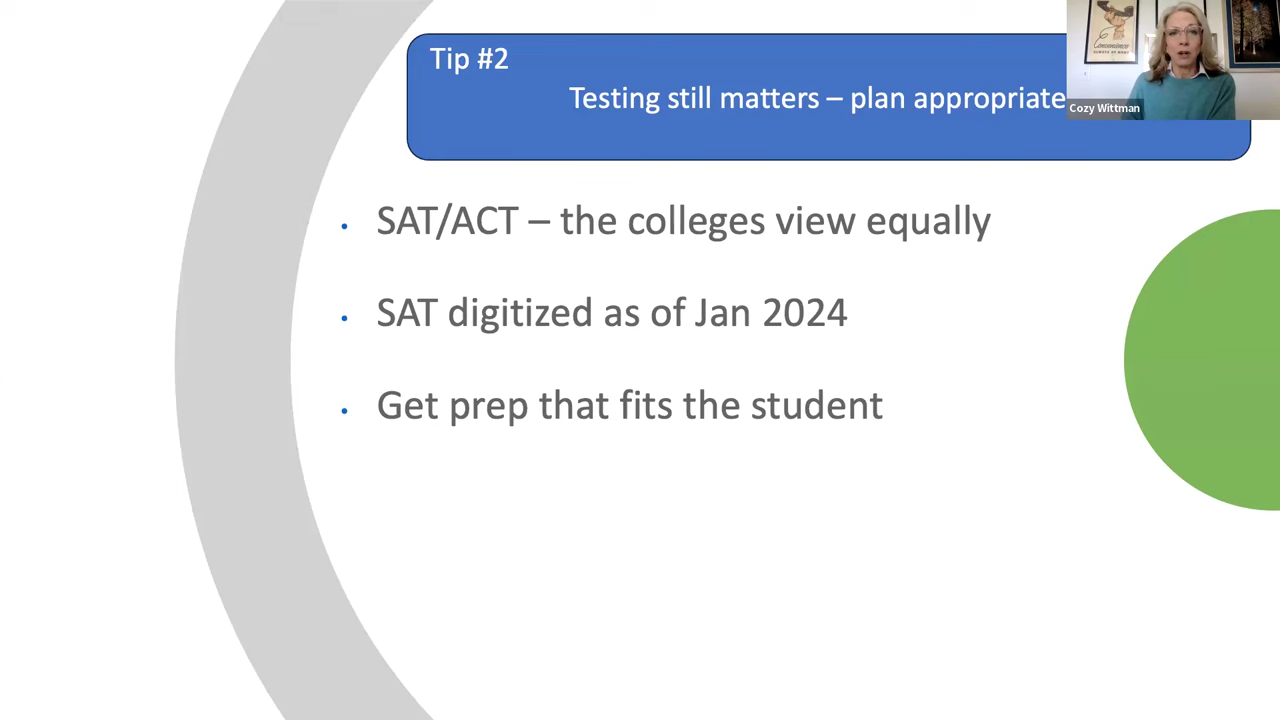 Tip #2
Testing still matters – plan appropriate
Cozy Wittman
• SAT/ACT – the colleges view equally
• SAT digitized as of Jan 2024
• Get prep that fits the student